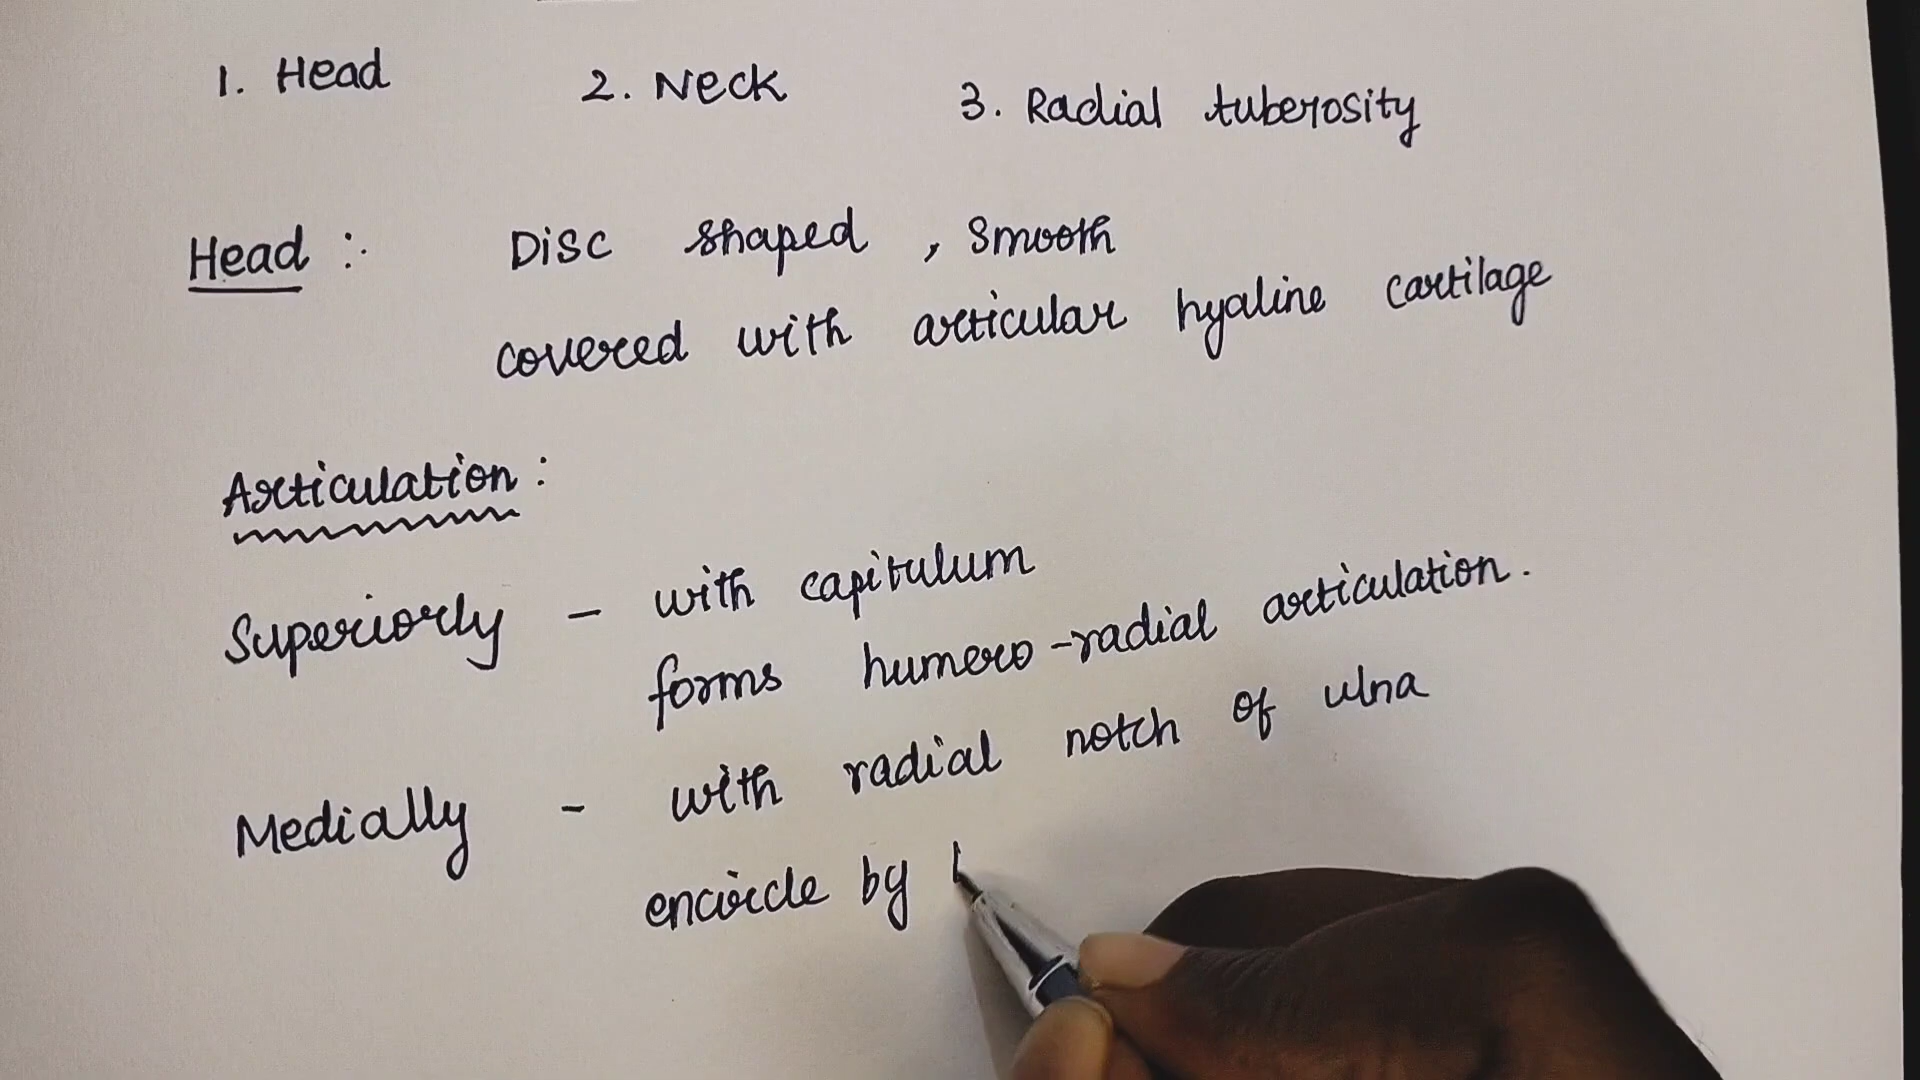 1. Head 2. Neck 3. Radial tuberosity
Head :- Disc shaped , smooth
covered with articular hyaline cartilage
Articulation :
Superiorly - with capitulum
forms humero-radial articulation.
Medially - with radial notch of ulna
encircle by